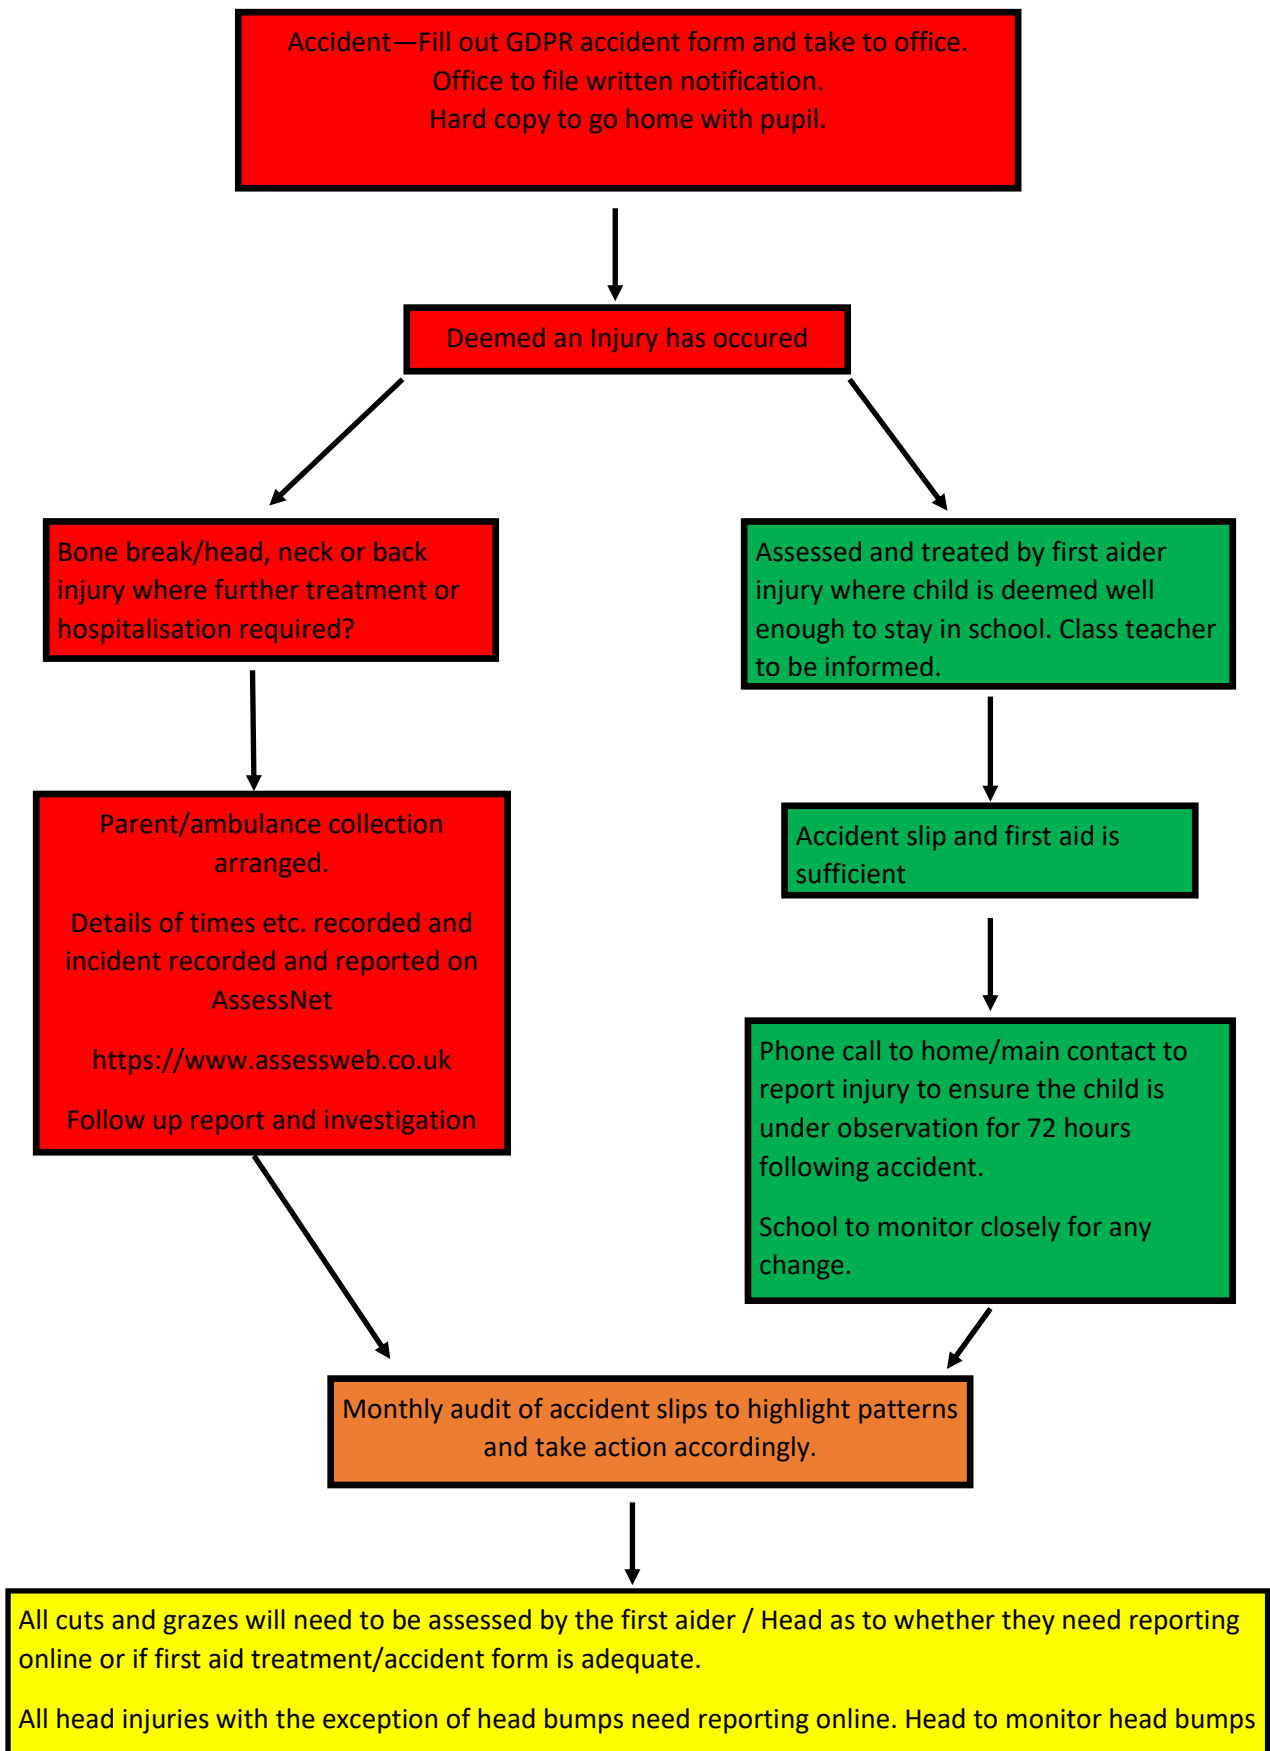 Accident—Fill out GDPR accident form and take to office.
Office to file written notification.
Hard copy to go home with pupil.
Deemed an Injury has occured
Bone break/head, neck or back
injury where further treatment or
hospitalisation required?
Assessed and treated by first aider
injury where child is deemed well
enough to stay in school. Class teacher
to be informed.
Parent/ambulance collection
arranged.
Details of times etc. recorded and
incident recorded and reported on
AssessNet
https://www.assessweb.co.uk
Follow up report and investigation
Accident slip and first aid is
sufficient
Phone call to home/main contact to
report injury to ensure the child is
under observation for 72 hours
following accident.
School to monitor closely for any
change.
Monthly audit of accident slips to highlight patterns
and take action accordingly.
All cuts and grazes will need to be assessed by the first aider / Head as to whether they need reporting
online or if first aid treatment/accident form is adequate.
All head injuries with the exception of head bumps need reporting online. Head to monitor head bumps